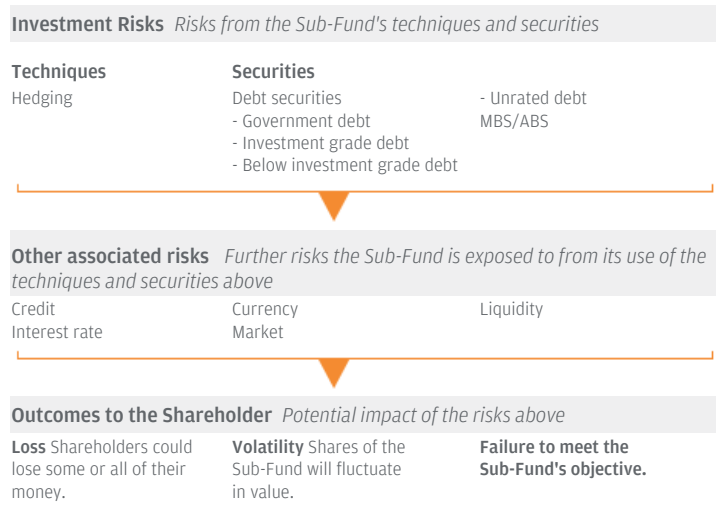 Investment Risks Risks from the Sub-Fund's techniques and securities
Techniques
Hedging
Securities
Debt securities
- Government debt
- Investment grade debt
- Below investment grade debt
- Unrated debt
MBS/ABS
Other associated risks Further risks the Sub-Fund is exposed to from its use of the
techniques and securities above
Credit
Interest rate
Currency
Market
Liquidity
Outcomes to the Shareholder Potential impact of the risks above
Loss Shareholders could
lose some or all of their
money.
Volatility Shares of the
Sub-Fund will fluctuate
in value.
Failure to meet the
Sub-Fund's objective.